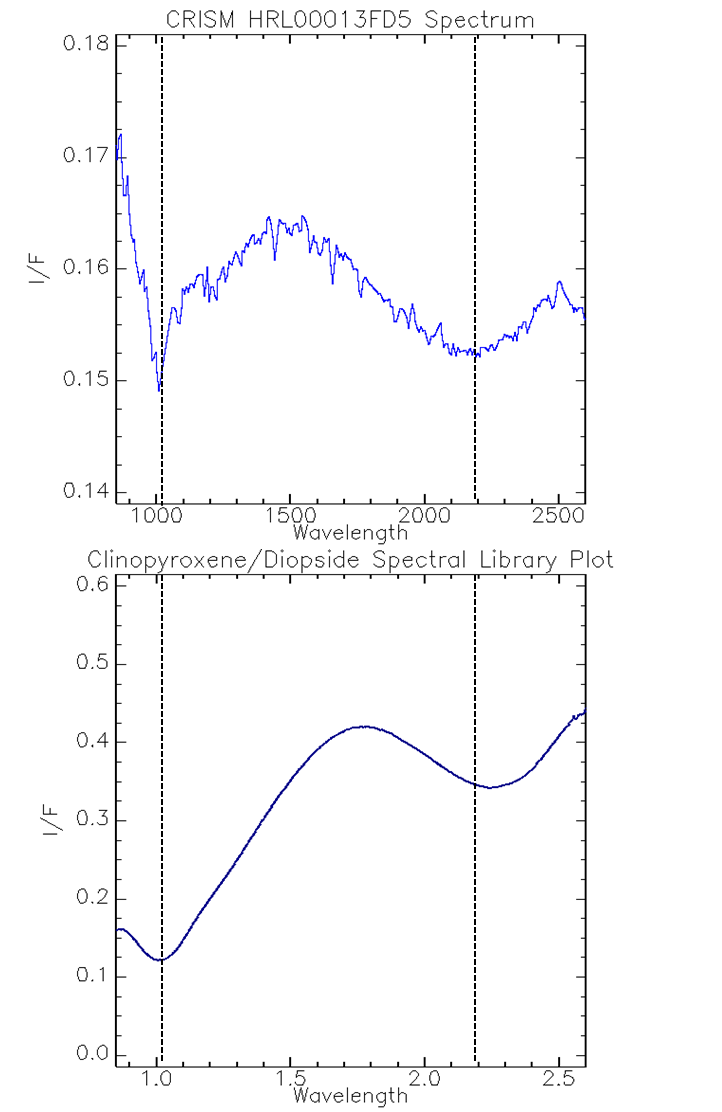 CRISM HRL00013FD5 Spectrum
0.18
0.17
0.16
0.15
0.14
I/F
1000 1500 2000 2500
Wavelength
Clinopyroxene/Diopside Spectral Library Plot
0.6
0.5
0.4
0.3
0.2
0.1
0.0
I/F
1.0 1.5 2.0 2.5
Wavelength